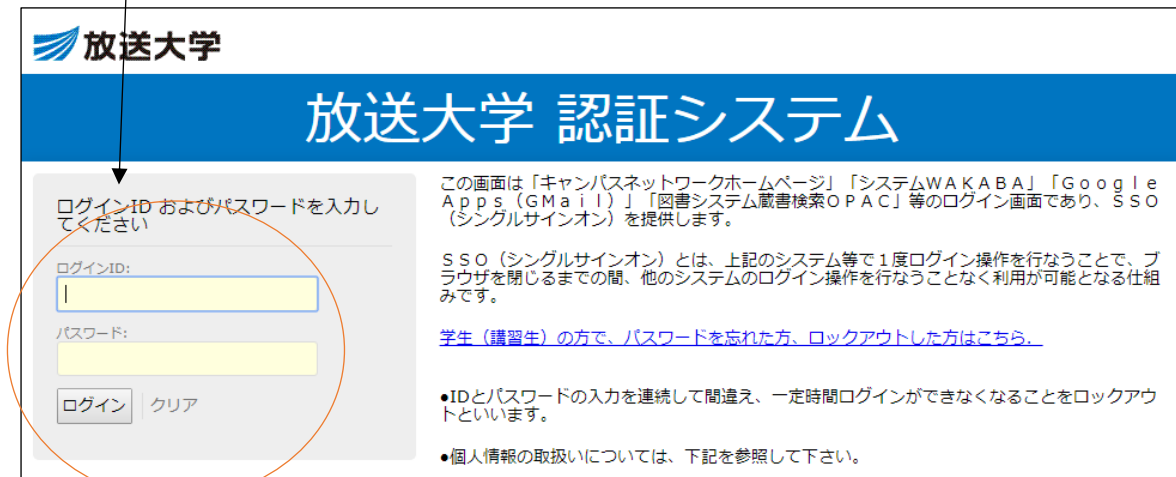 放送大学
放送大学 認証システム
ログインID およびパスワードを入力し
てください
ログインID:
パスワード:
ログイン クリア
この画面は「キャンパスネットワークホームページ」「システムWAKABA」「Google
Apps(GMail)」「図書システム蔵書検索OPAC」等のログイン画面であり、SSO
(シングルサインオン)を提供します。
SSO(シングルサインオン)とは、上記のシステム等で1度ログイン操作を行なうことで、ブ
ラウザを閉じるまでの間、他のシステムのログイン操作を行なうことなく利用が可能となる仕組
みです。
学生(講習生)の方で、パスワードを忘れた方、ロックアウトした方はこちら.
●IDとパスワードの入力を連続して間違え、一定時間ログインができなくなることをロックアウ
トといいます。
●個人情報の取扱いについては、下記を参照して下さい。